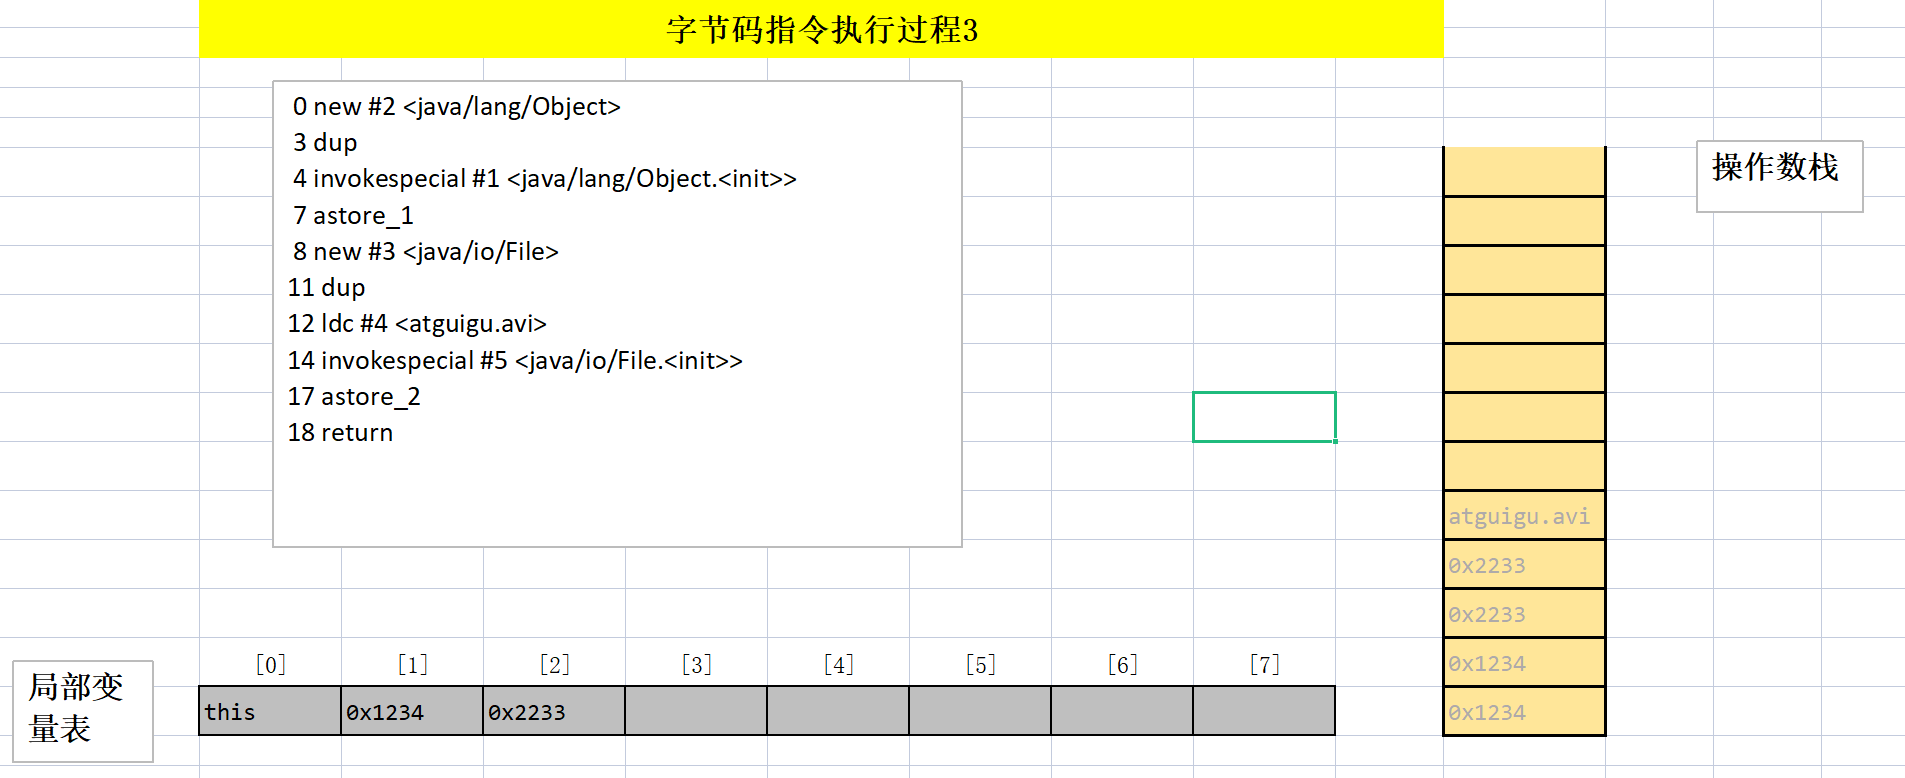 字节码指令执行过程3
0 new #2 <java/lang/Object>
3 dup
4 invokespecial #1 <java/lang/Object.<init>>
7 astore_1
8 new #3 <java/io/File>
11 dup
12 ldc #4 <atguigu.avi>
14 invokespecial #5 <java/io/File.<init>>
17 astore_2
18 return
操作数栈
atguigu.avi
0x2233
0x2233
0x1234
0x1234
[0] [1] [2] [3] [4] [5] [6] [7]
局部变
量表
this 0x1234 0x2233